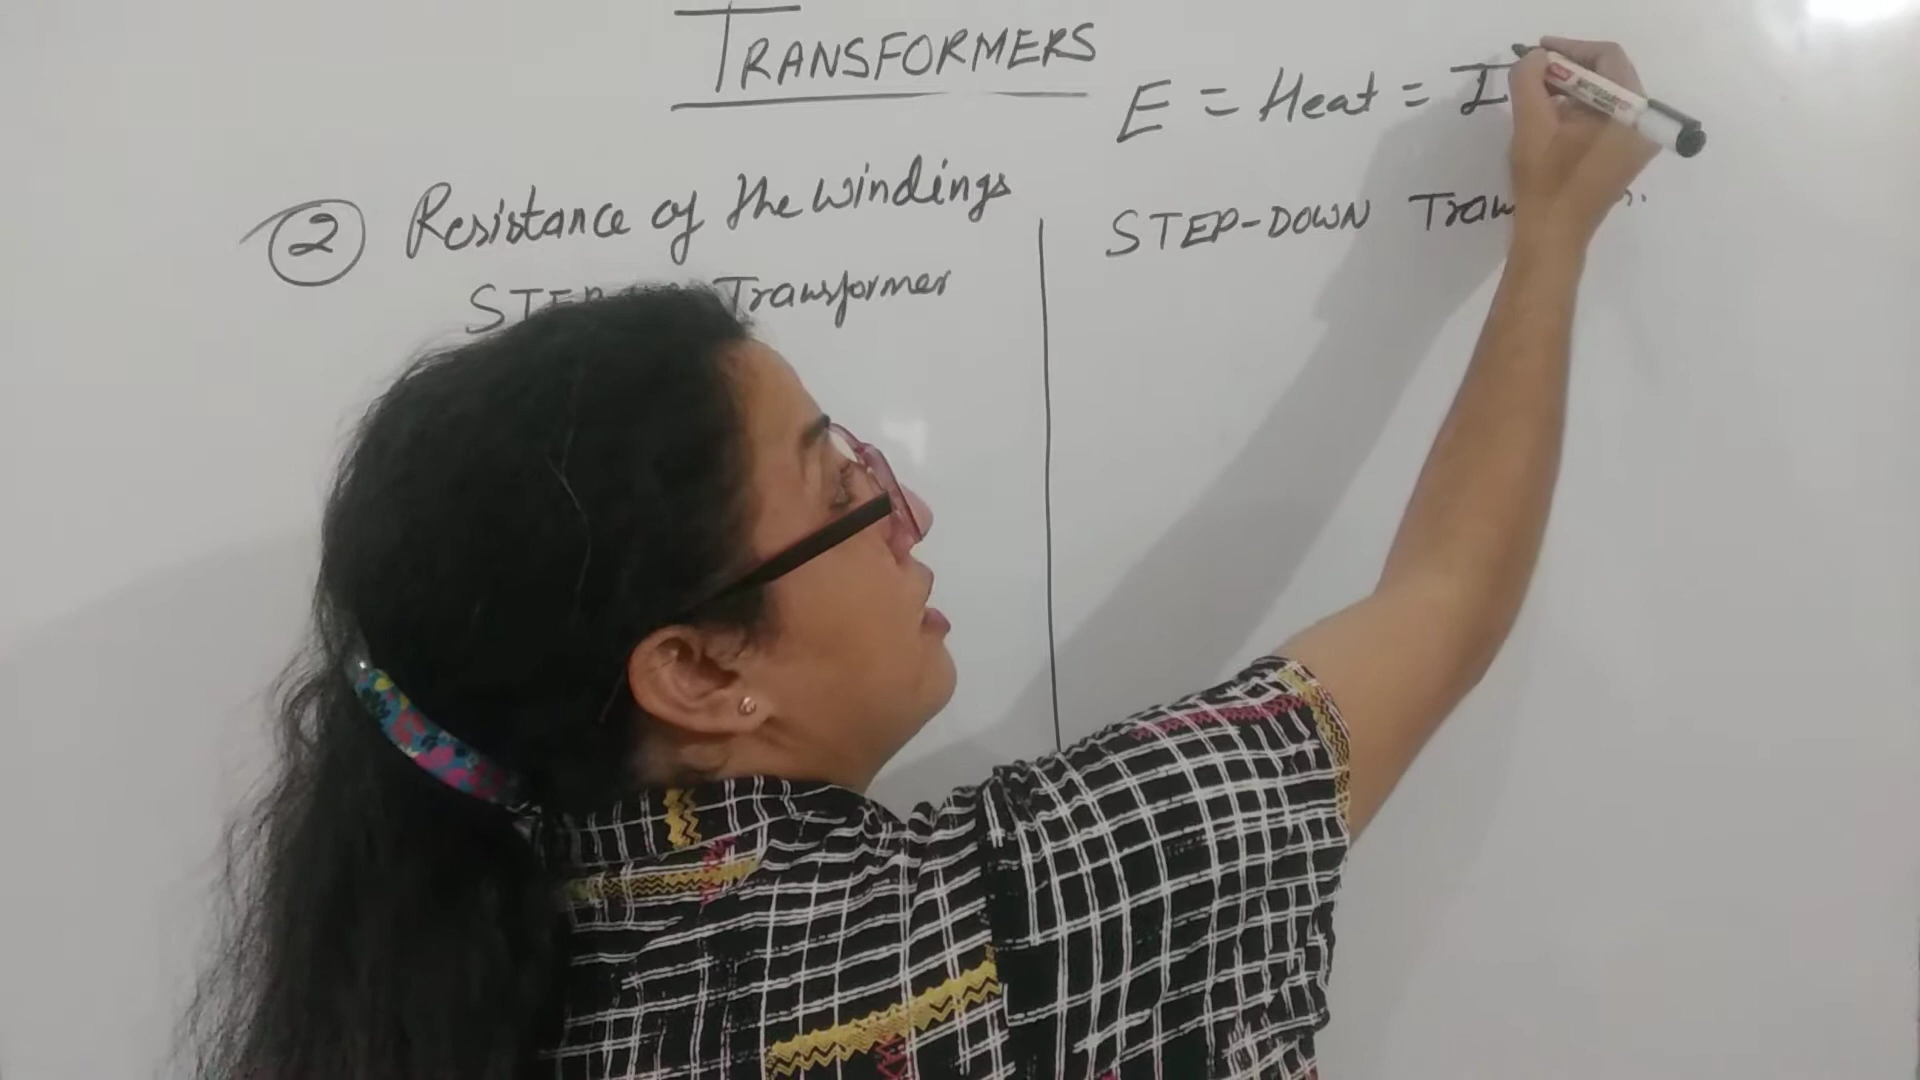 TRANSFORMERS
E = Heat = I
② Resistance of the windings
STEP-DOWN
Transformer